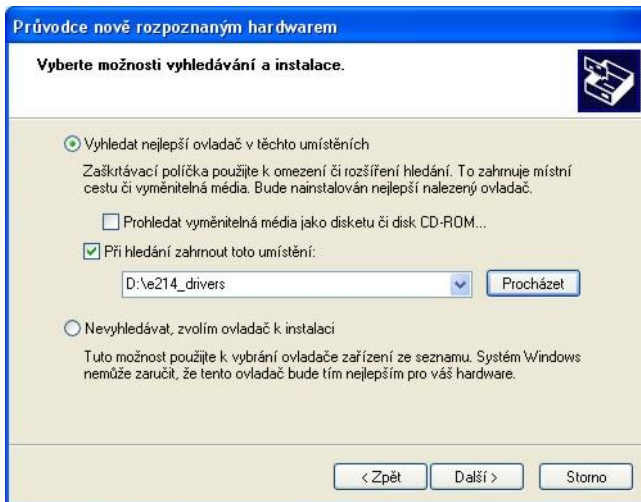 Průvodce nově rozpoznaným hardwarem
Vyberte možnosti vyhledávání a instalace.
Vyhledat nejlepší ovladač v těchto umístěních
Zaškrtávací políčka použijte k omezení či rozšíření hledání. To zahrnuje místní
cestu či vyměnitelná média. Bude nainstalován nejlepší nalezený ovladač.
Prohledat vyměnitelná média jako disketu či disk CD-ROM...
Při hledání zahrnout toto umístění:
D:\e214_drivers
Procházet
Nevyhledávat, zvolím ovladač k instalaci
Tuto možnost použijte k vybrání ovladače zařízení ze seznamu. Systém Windows
nemůže zaručit, že tento ovladač bude tím nejlepším pro váš hardware.
< Zpět Další > Storno